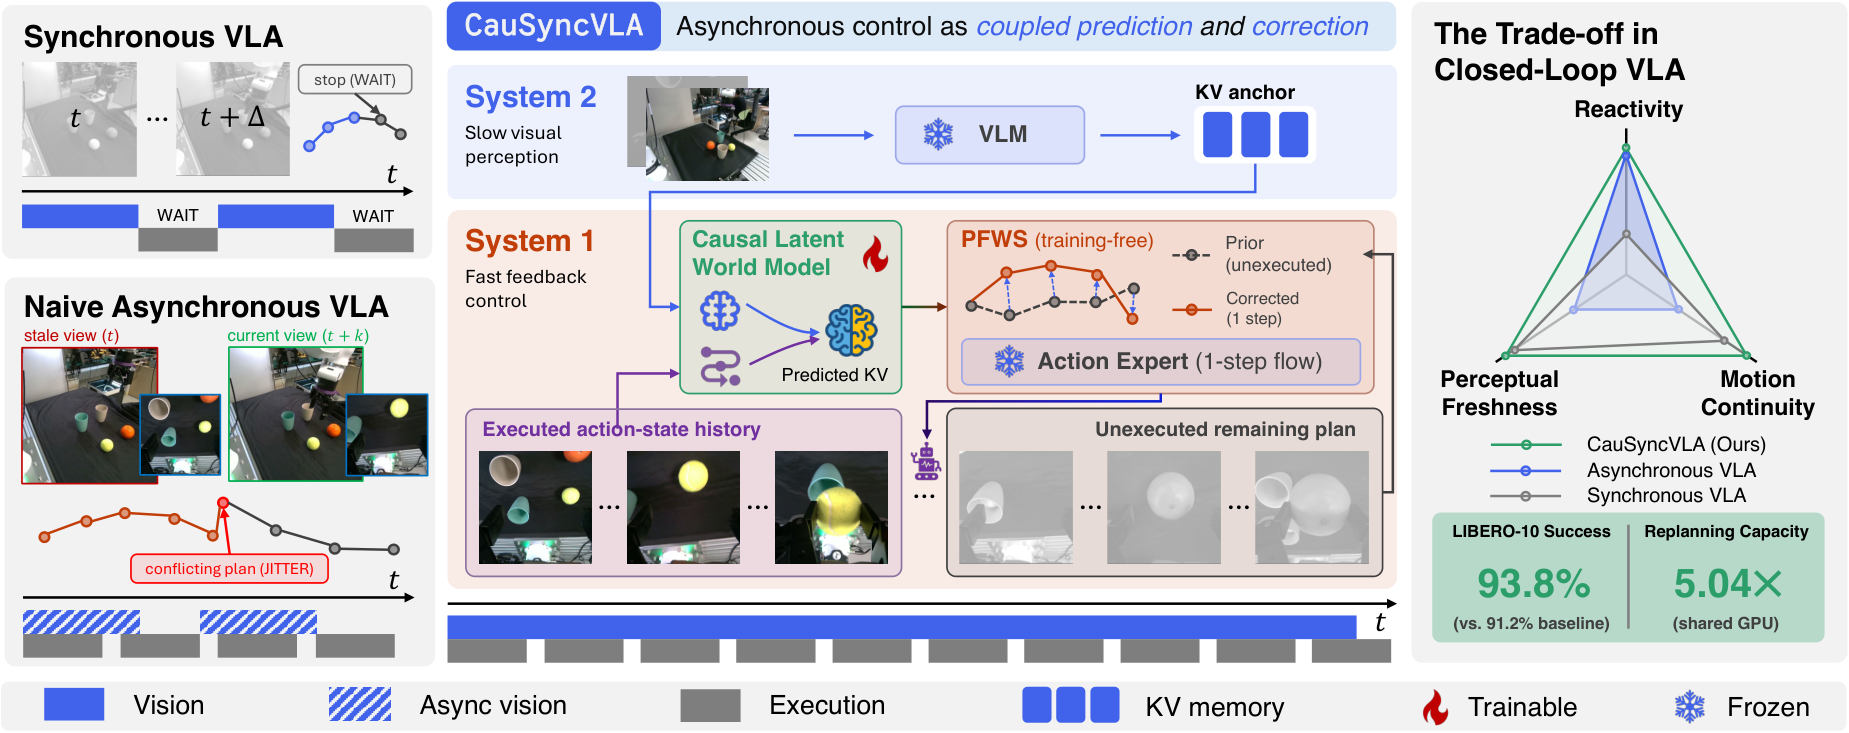 Synchronous VLA
stop (WAIT)
t
...
t + Δ
t
WAIT
WAIT
Naive Asynchronous VLA
stale view (t)
current view (t + k)
conflicting plan (JITTER)
t
CauSyncVLA
Asynchronous control as coupled prediction and correction
System 2
Slow visual
perception
VLM
KV anchor
System 1
Fast feedback
control
Causal Latent
World Model
Predicted KV
PFWS (training-free)
Prior
(unexecuted)
Corrected
(1 step)
Action Expert (1-step flow)
Executed action-state history
...
...
...
Unexecuted remaining plan
...
...
t
The Trade-off in
Closed-Loop VLA
Reactivity
Perceptual
Freshness
Motion
Continuity
CauSyncVLA (Ours)
Asynchronous VLA
Synchronous VLA
LIBERO-10 Success
93.8%
(vs. 91.2% baseline)
Replanning Capacity
5.04×
(shared GPU)
Vision
Async vision
Execution
KV memory
Trainable
Frozen